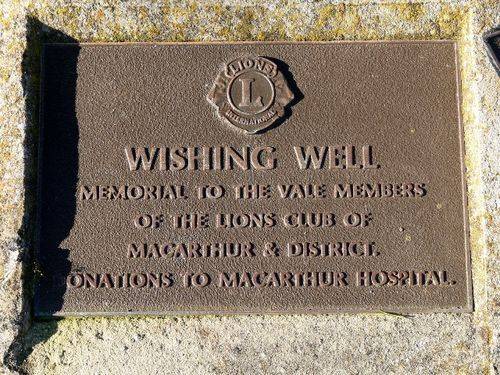 LIONS
L
INTERNATIONAL
WISHING WELL
MEMORIAL TO THE VALE MEMBERS
OF THE LIONS CLUB OF
MACARTHUR & DISTRICT.
DONATIONS TO MACARTHUR HOSPITAL.